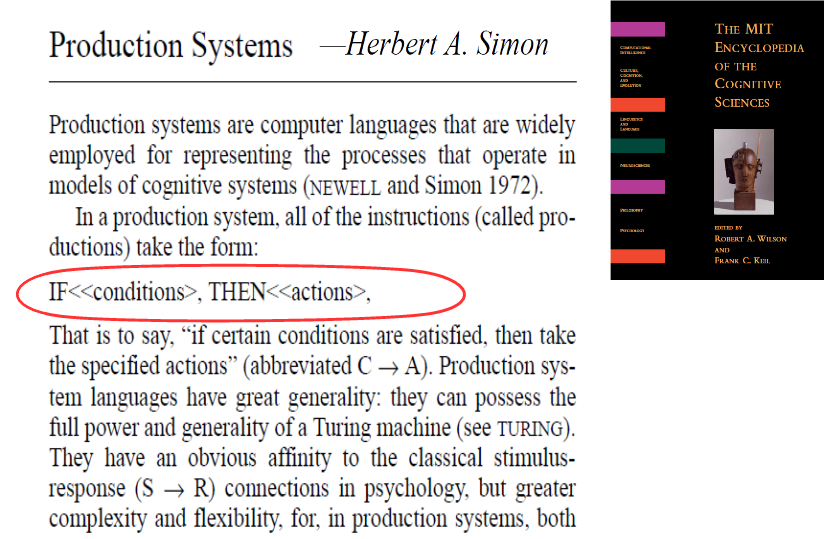 Production Systems —Herbert A. Simon
Production systems are computer languages that are widely
employed for representing the processes that operate in
models of cognitive systems (NEWELL and Simon 1972).
In a production system, all of the instructions (called pro-
ductions) take the form:
IF<<conditions>, THEN<<actions>,
That is to say, “if certain conditions are satisfied, then take
the specified actions” (abbreviated C → A). Production sys-
tem languages have great generality: they can possess the
full power and generality of a Turing machine (see TURING).
They have an obvious affinity to the classical stimulus-
response (S → R) connections in psychology, but greater
complexity and flexibility, for, in production systems, both
THE MIT
ENCYCLOPEDIA
OF THE
COGNITIVE
SCIENCES
COMPUTATIONAL
INTELLIGENCE
CULTURE,
COGNITION,
AND
EVOLUTION
LINGUISTICS
AND
LANGUAGE
NEUROSCIENCES
PHILOSOPHY
PSYCHOLOGY
EDITED BY
ROBERT A. WILSON
AND
FRANK C. KEIL